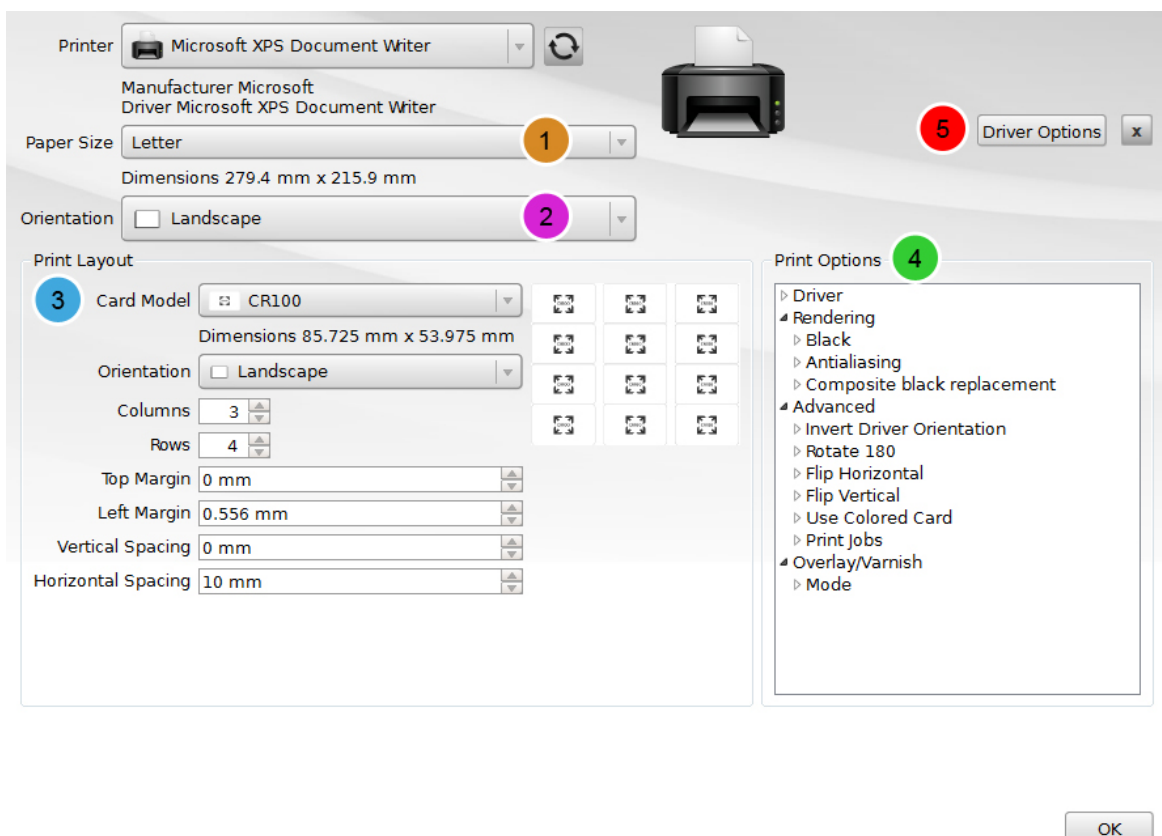 Printer Microsoft XPS Document Writer
Manufacturer Microsoft
Driver Microsoft XPS Document Writer
5 Driver Options x
Paper Size Letter 1
Dimensions 279.4 mm x 215.9 mm
Orientation Landscape 2
Print Layout
3 Card Model CR100
Dimensions 85.725 mm x 53.975 mm
Orientation Landscape
Columns 3
Rows 4
Top Margin 0 mm
Left Margin 0.556 mm
Vertical Spacing 0 mm
Horizontal Spacing 10 mm
Print Options 4
Driver
Rendering
Black
Antialiasing
Composite black replacement
Advanced
Invert Driver Orientation
Rotate 180
Flip Horizontal
Flip Vertical
Use Colored Card
Print Jobs
Overlay/Varnish
Mode
OK